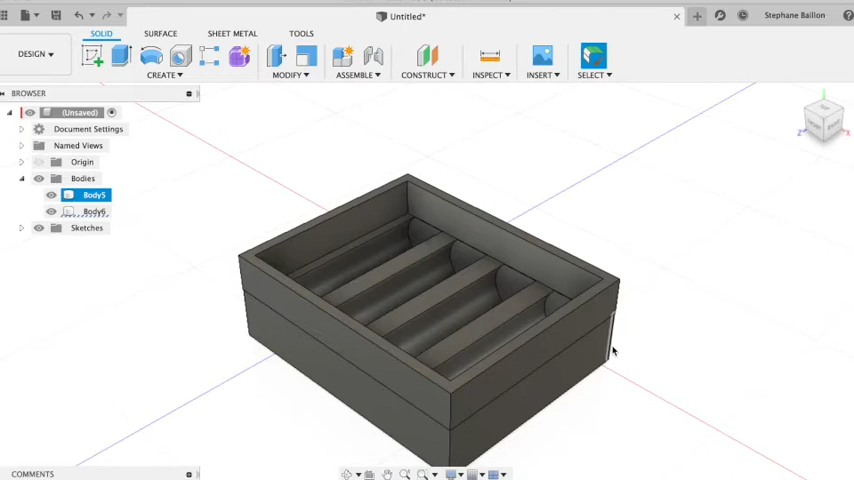 Untitled*
Stephane Baillon
DESIGN
SOLID
SURFACE
SHEET METAL
TOOLS
CREATE
MODIFY
ASSEMBLE
CONSTRUCT
INSPECT
INSERT
SELECT
BROWSER
(Unsaved)
Document Settings
Named Views
Origin
Bodies
Body5
Body6
Sketches
COMMENTS